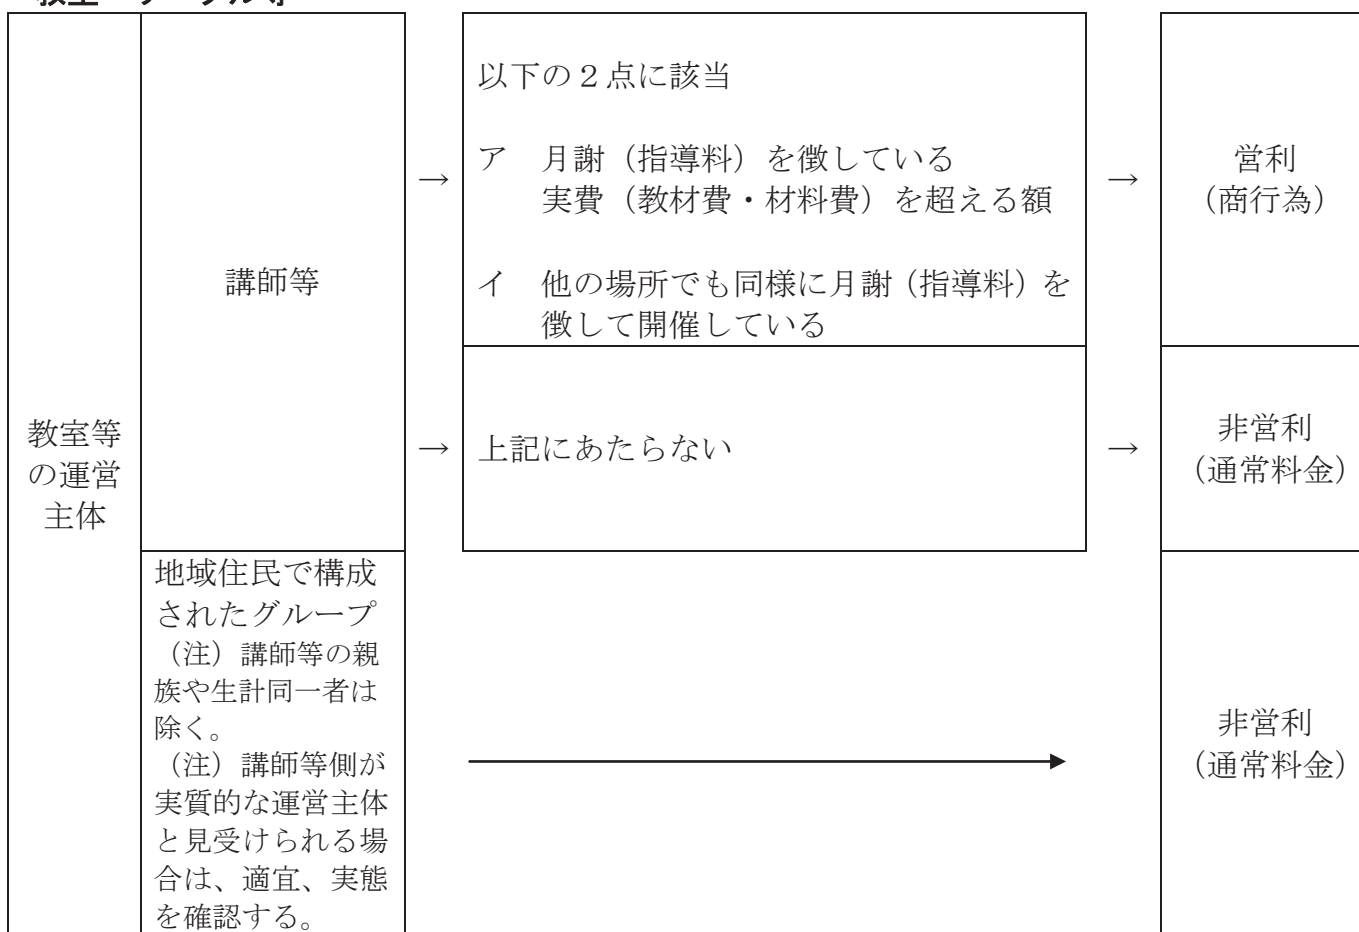 教室等
の運営
主体
講師等
→
以下の２点に該当
ア　月謝（指導料）を徴している
実費（教材費・材料費）を超える額
イ　他の場所でも同様に月謝（指導料）を
徴して開催している
→
営利
（商行為）
→
上記にあたらない
→
非営利
（通常料金）
地域住民で構成
されたグループ
（注）講師等の親
族や生計同一者は
除く。
（注）講師等側が
実質的な運営主体
と見受けられる場
合は、適宜、実態
を確認する。
非営利
（通常料金）